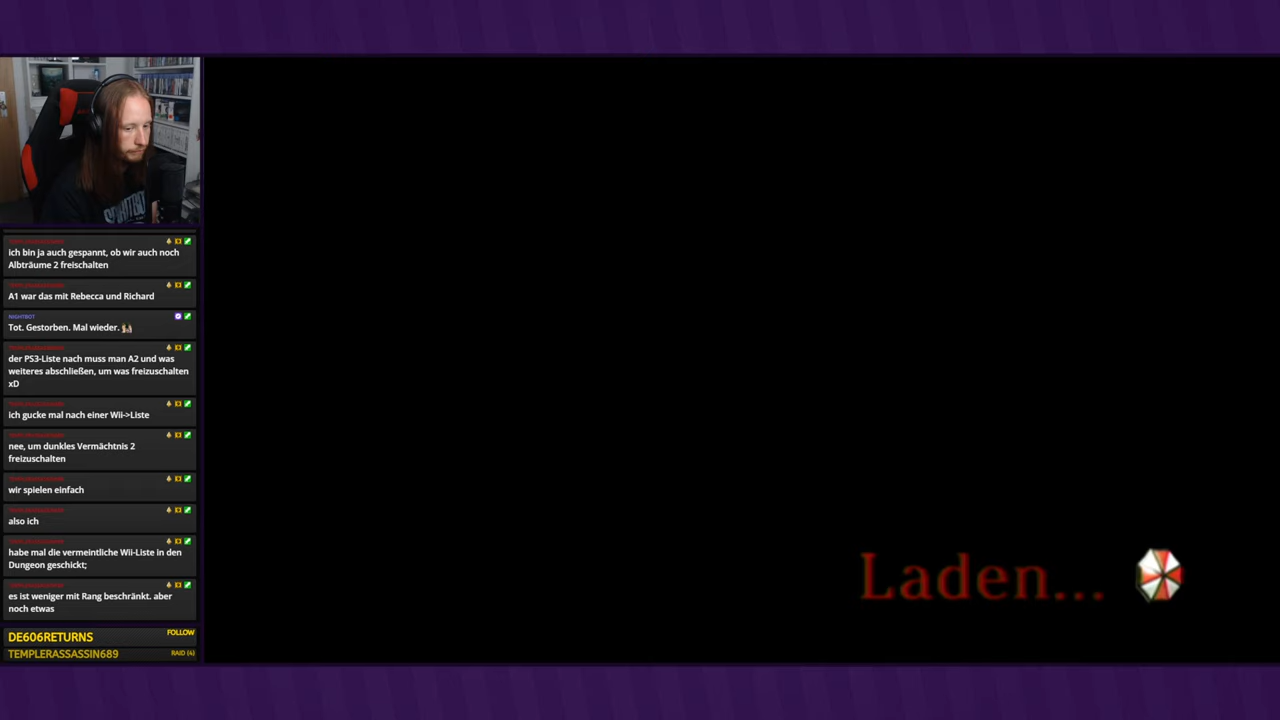 ich bin ja auch gespannt, ob wir auch noch
Albträume 2 freischalten
A1 war das mit Rebecca und Richard
NIGHTBOT
Tot. Gestorben. Mal wieder.
der PS3-Liste nach muss man A2 und was
weiteres abschließen, um was freizuschalten
xD
ich gucke mal nach einer Wii->Liste
nee, um dunkles Vermächtnis 2
freizuschalten
wir spielen einfach
also ich
habe mal die vermeintliche Wii-Liste in den
Dungeon geschickt;
es ist weniger mit Rang beschränkt. aber
noch etwas
DE606RETURNS FOLLOW
TEMPLERASSASSIN689 RAID (4)
Laden...